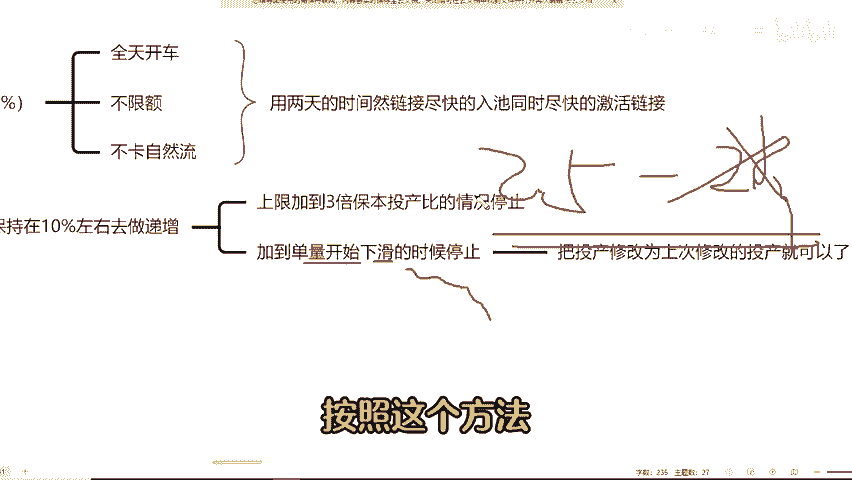 全天开车
%）
不限额
用两天的时间然链接尽快的入池同时尽快的激活链接
不卡自然流
上限加到3倍保本投产比的情况停止
保持在10%左右去做递增
加到单量开始下滑的时候停止
把投产修改为上次修改的投产就可以了
2.5 —
按照这个方法
字数：235 主题数：27